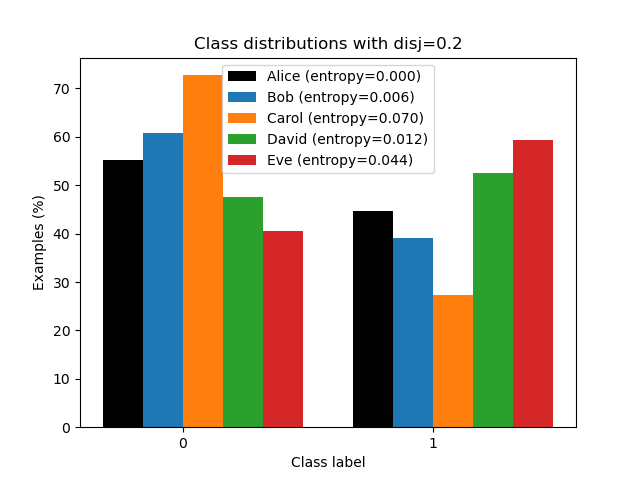 Class distributions with disj=0.2
Alice (entropy=0.000)
Bob (entropy=0.006)
Carol (entropy=0.070)
David (entropy=0.012)
Eve (entropy=0.044)
Examples (%)
70
60
50
40
30
20
10
0
0 1
Class label